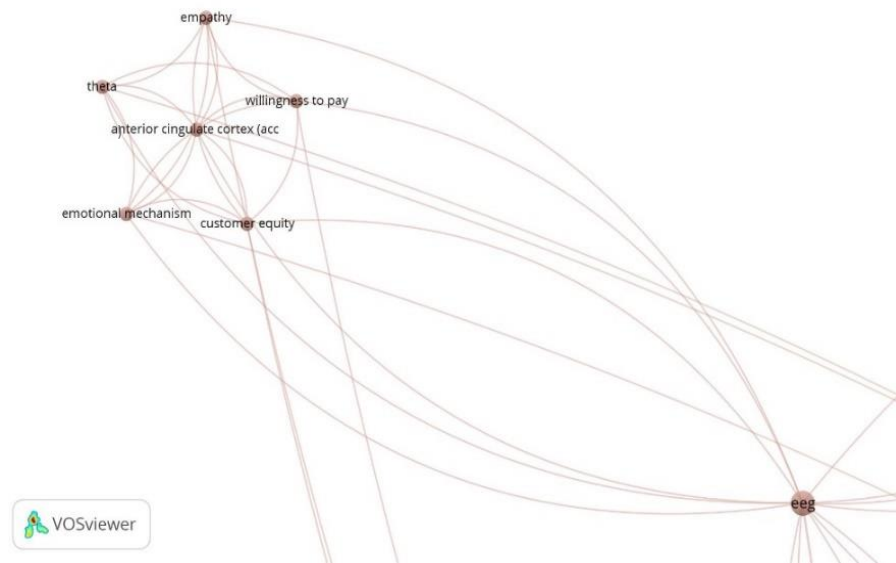 empathy
theta
willingness to pay
anterior cingulate cortex (acc
emotional mechanism
customer equity
eeg
VOSviewer